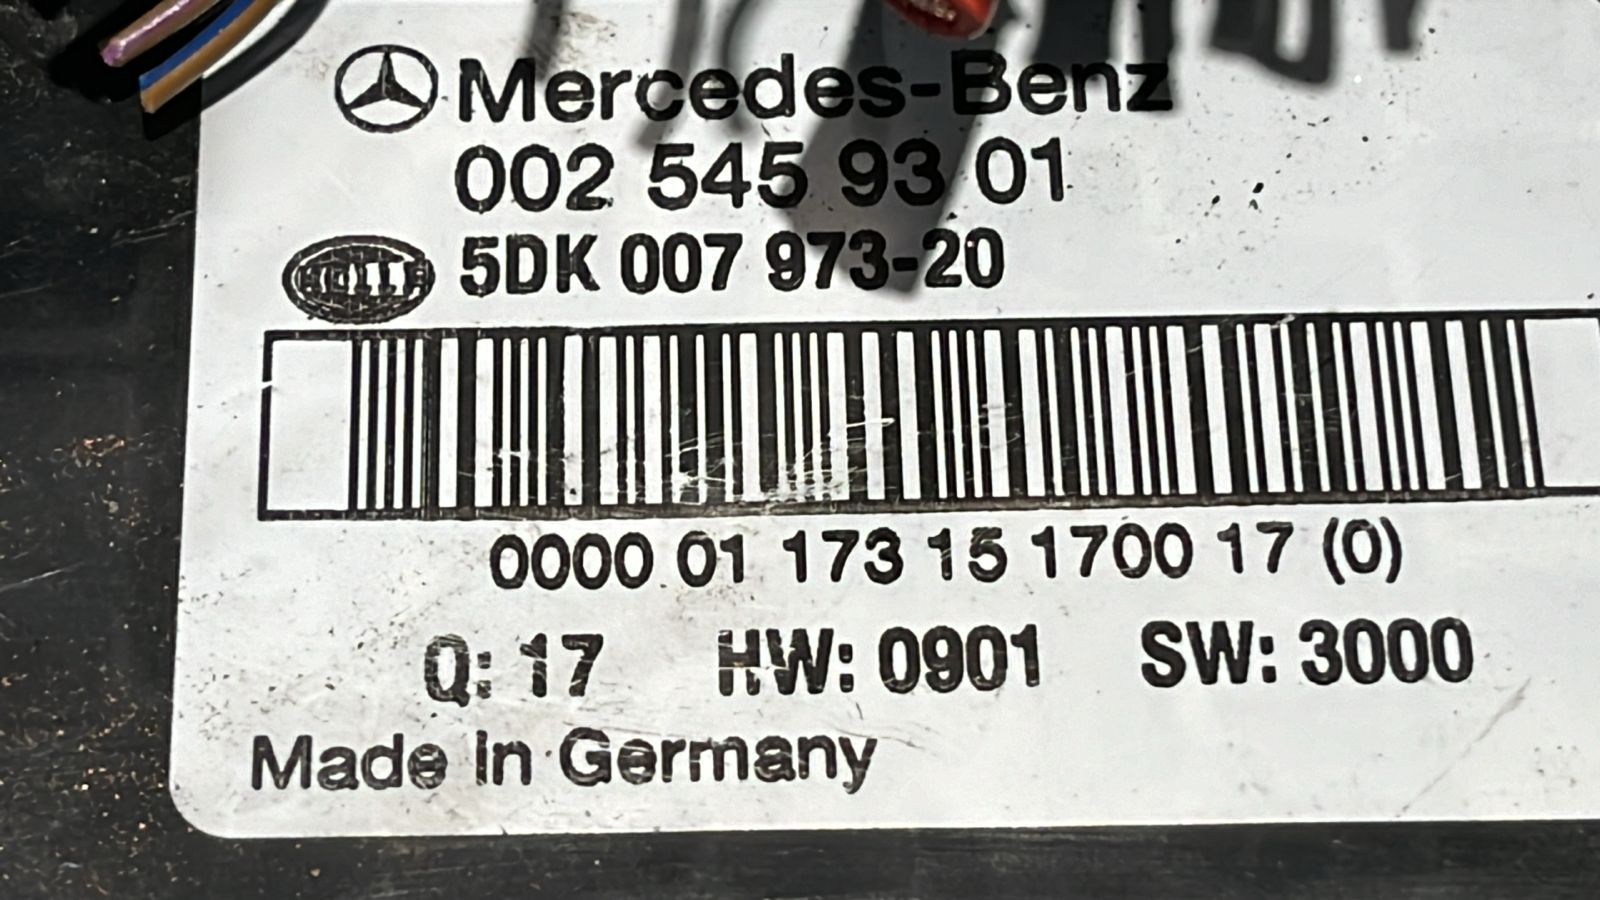 Mercedes-Benz
002 545 93 01
HELLA 5DK 007 973-20
0000 01 173 15 1700 17 (0)
Q: 17 HW: 0901 SW: 3000
Made in Germany